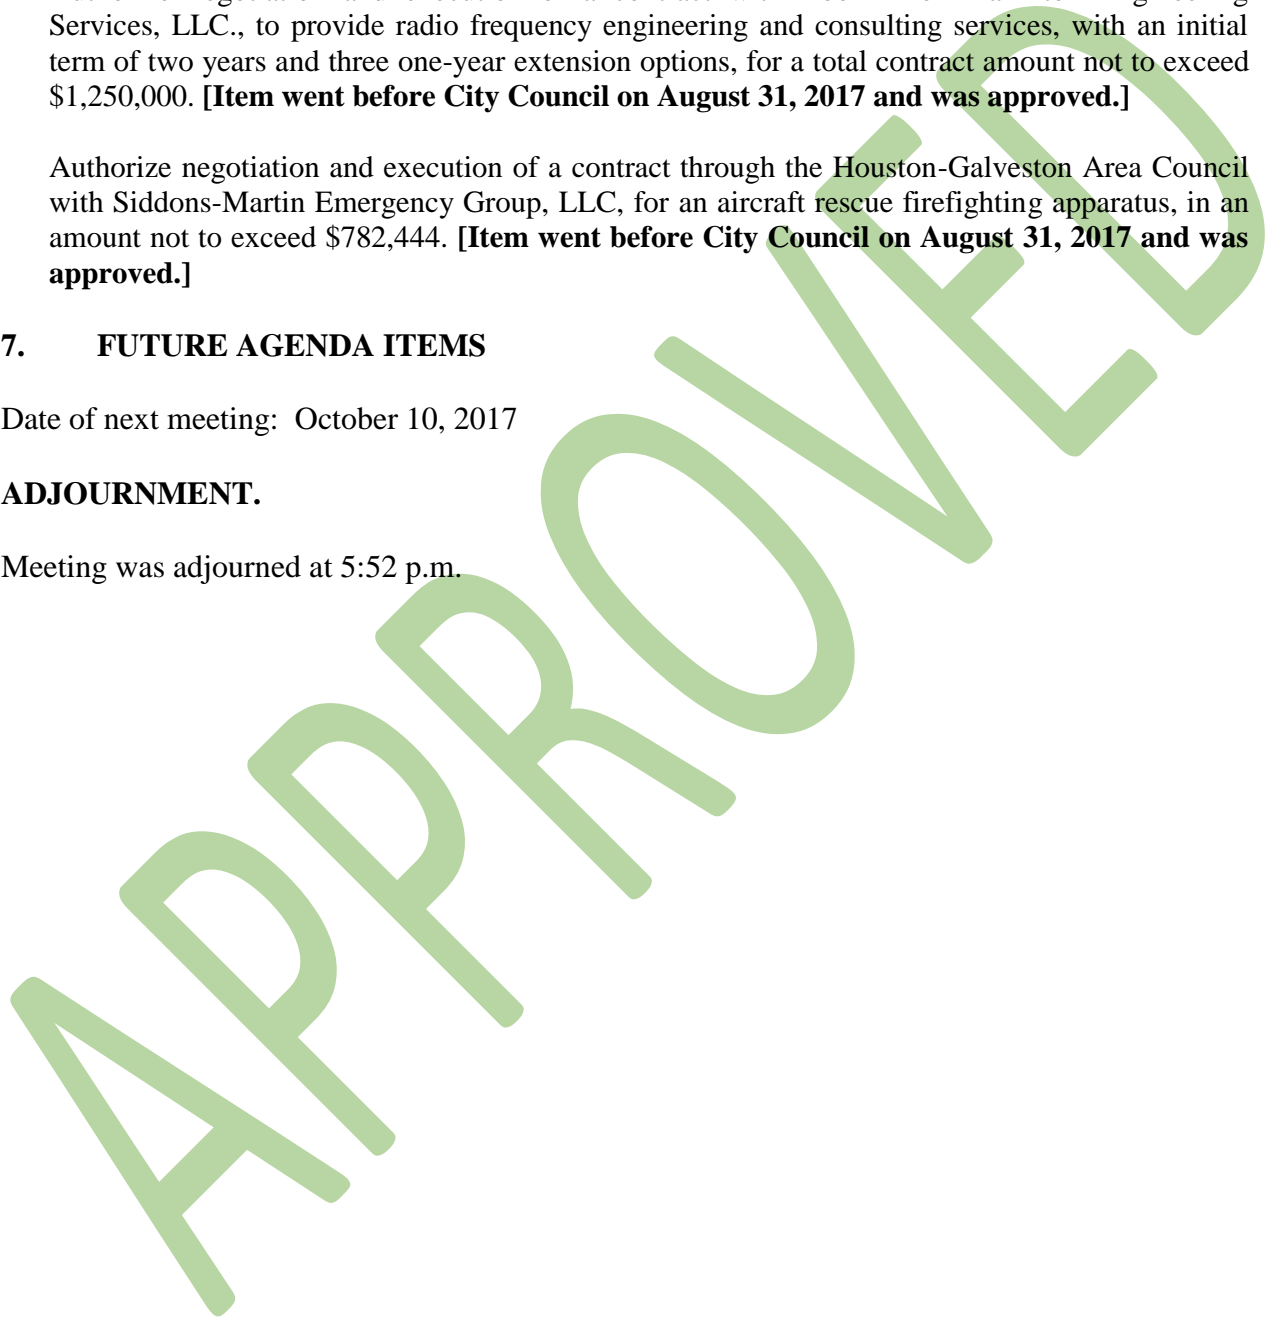 Services, LLC., to provide radio frequency engineering and consulting services, with an initial
term of two years and three one-year extension options, for a total contract amount not to exceed
$1,250,000. [Item went before City Council on August 31, 2017 and was approved.]
Authorize negotiation and execution of a contract through the Houston-Galveston Area Council
with Siddons-Martin Emergency Group, LLC, for an aircraft rescue firefighting apparatus, in an
amount not to exceed $782,444. [Item went before City Council on August 31, 2017 and was
approved.]
7. FUTURE AGENDA ITEMS
Date of next meeting: October 10, 2017
ADJOURNMENT.
Meeting was adjourned at 5:52 p.m.
APPROVED